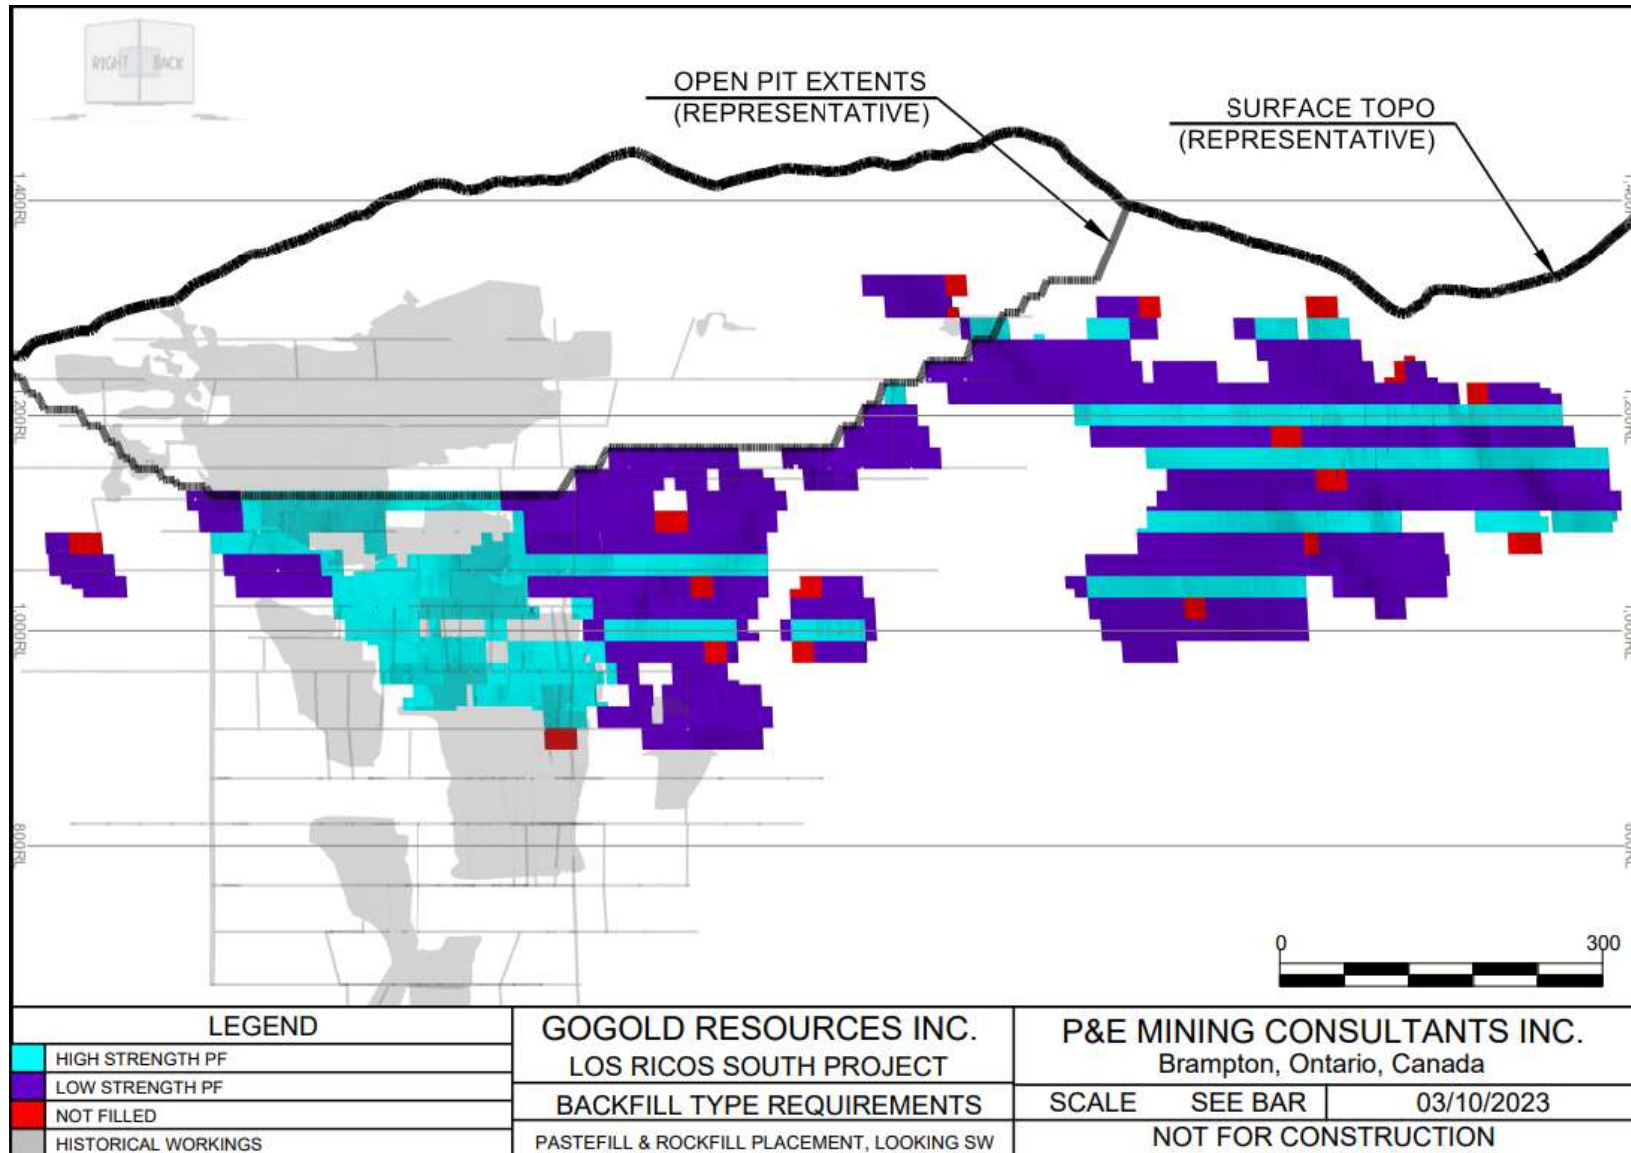 RIGHT BACK
OPEN PIT EXTENTS
(REPRESENTATIVE)
SURFACE TOPO
(REPRESENTATIVE)
1,400RL
1,000RL
800RL
0 300
LEGEND
HIGH STRENGTH PF
LOW STRENGTH PF
NOT FILLED
HISTORICAL WORKINGS
GOGOLD RESOURCES INC.
LOS RICOS SOUTH PROJECT
BACKFILL TYPE REQUIREMENTS
PASTEFILL & ROCKFILL PLACEMENT, LOOKING SW
P&E MINING CONSULTANTS INC.
Brampton, Ontario, Canada
SCALE SEE BAR 03/10/2023
NOT FOR CONSTRUCTION